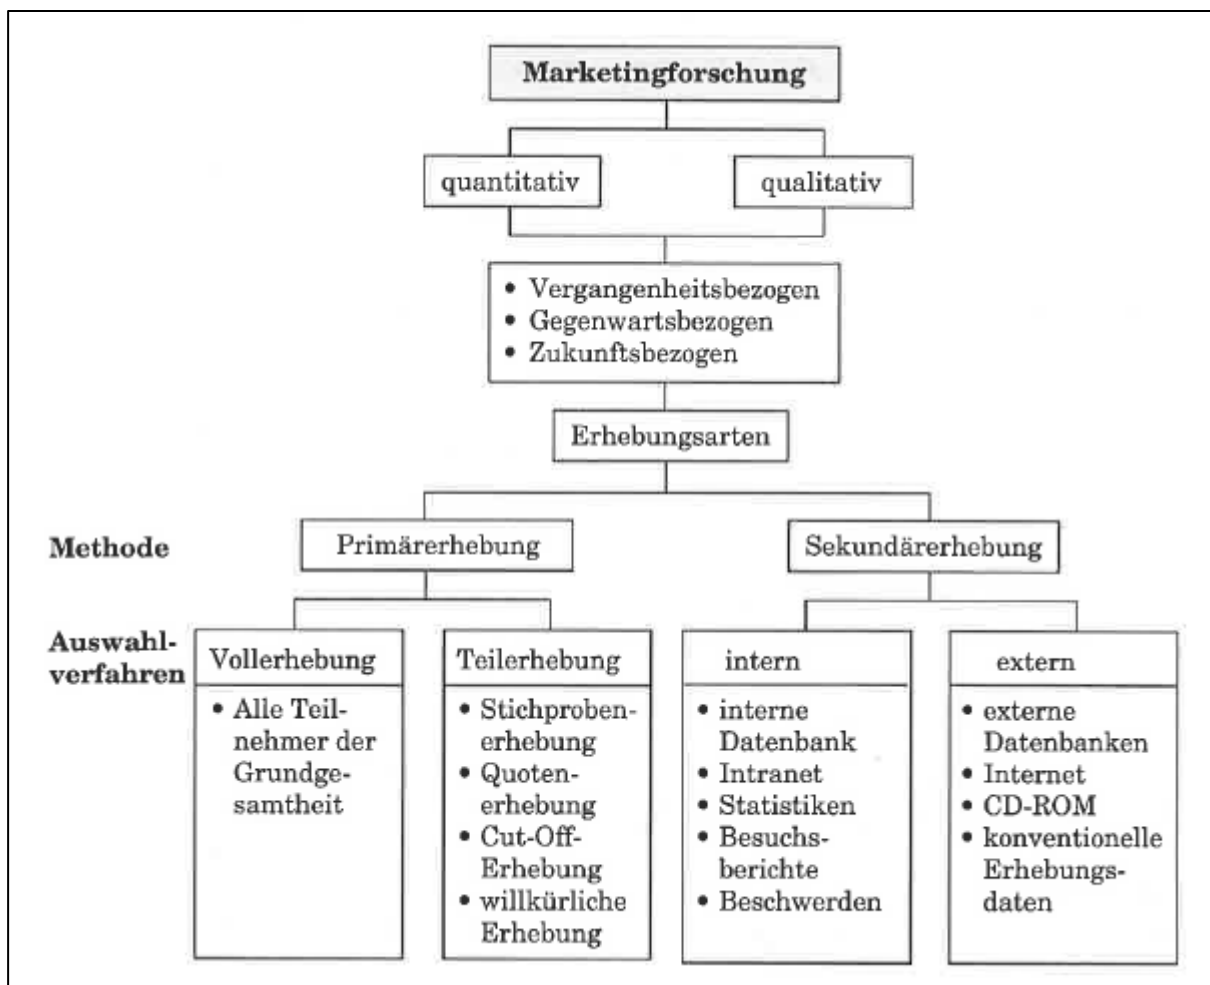 Marketingforschung
quantitativ
qualitativ
• Vergangenheitsbezogen
• Gegenwartsbezogen
• Zukunftsbezogen
Erhebungsarten
Methode
Primärerhebung
Sekundärerhebung
Auswahl-
verfahren
Vollerhebung
• Alle Teil-
nehmer der
Grundge-
samtheit
Teilerhebung
• Stichproben-
erhebung
• Quoten-
erhebung
• Cut-Off-
Erhebung
• willkürliche
Erhebung
intern
• interne
Datenbank
• Intranet
• Statistiken
• Besuchs-
berichte
• Beschwerden
extern
• externe
Datenbanken
• Internet
• CD-ROM
• konventionelle
Erhebungs-
daten